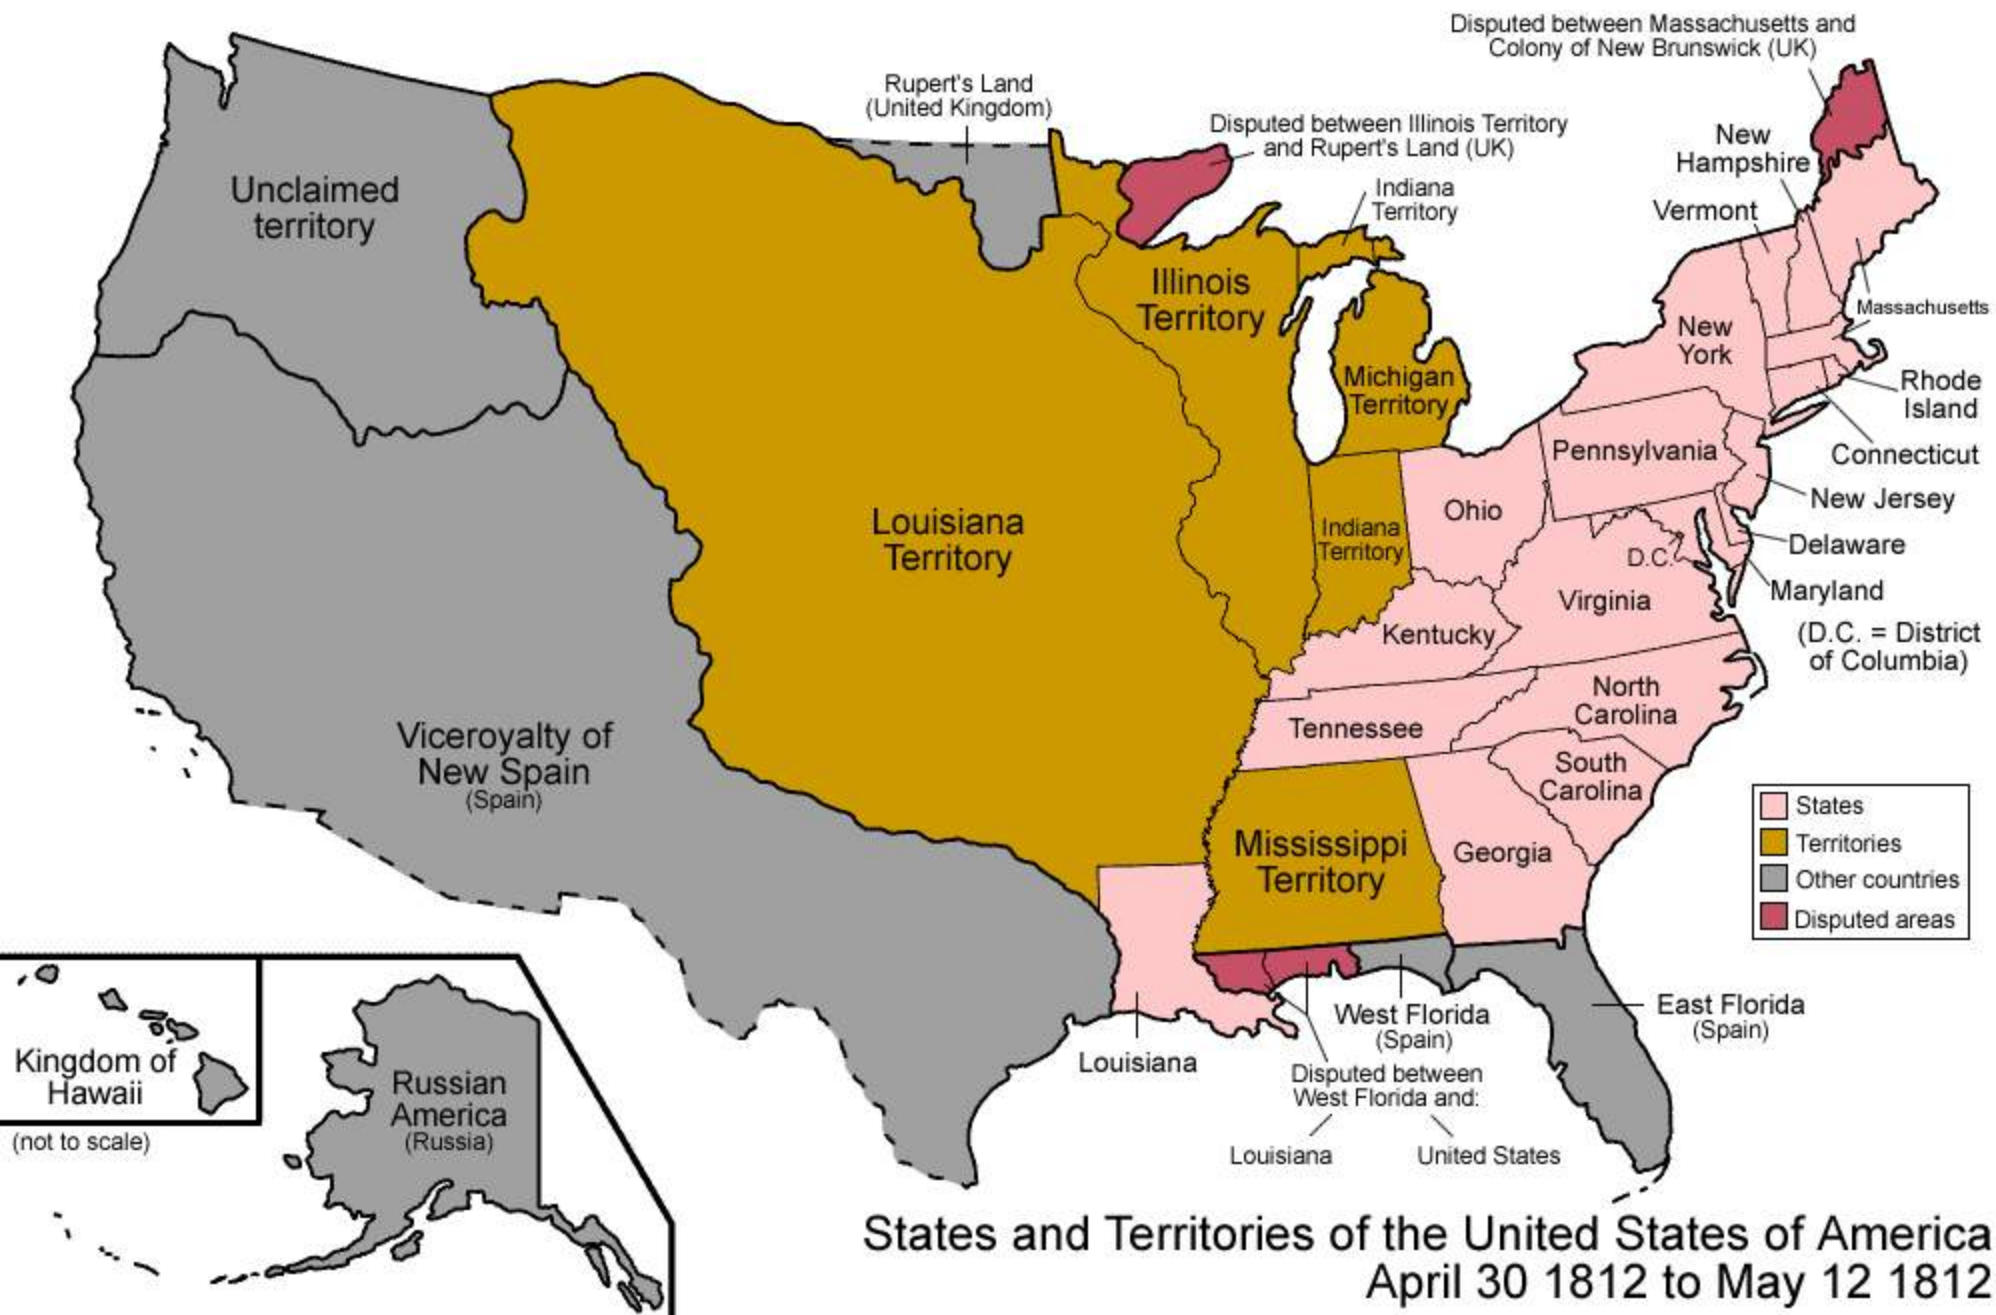 Disputed between Massachusetts and
Colony of New Brunswick (UK)
Rupert's Land
(United Kingdom)
Disputed between Illinois Territory
and Rupert's Land (UK)
New
Hampshire
Indiana
Territory
Unclaimed
territory
Vermont
Illinois
Territory
Massachusetts
New
York
Michigan
Territory
Rhode
Island
Pennsylvania
Connecticut
New Jersey
Ohio
Louisiana
Territory
Indiana
Territory
Delaware
D.C.
Maryland
Virginia
Kentucky
(D.C. = District
of Columbia)
North
Carolina
Tennessee
Viceroyalty of
New Spain
(Spain)
South
Carolina
States
Territories
Other countries
Disputed areas
Mississippi
Territory
Georgia
West Florida
(Spain)
East Florida
(Spain)
Louisiana
Disputed between
West Florida and:
Louisiana
United States
Kingdom of
Hawaii
(not to scale)
Russian
America
(Russia)
States and Territories of the United States of America
April 30 1812 to May 12 1812